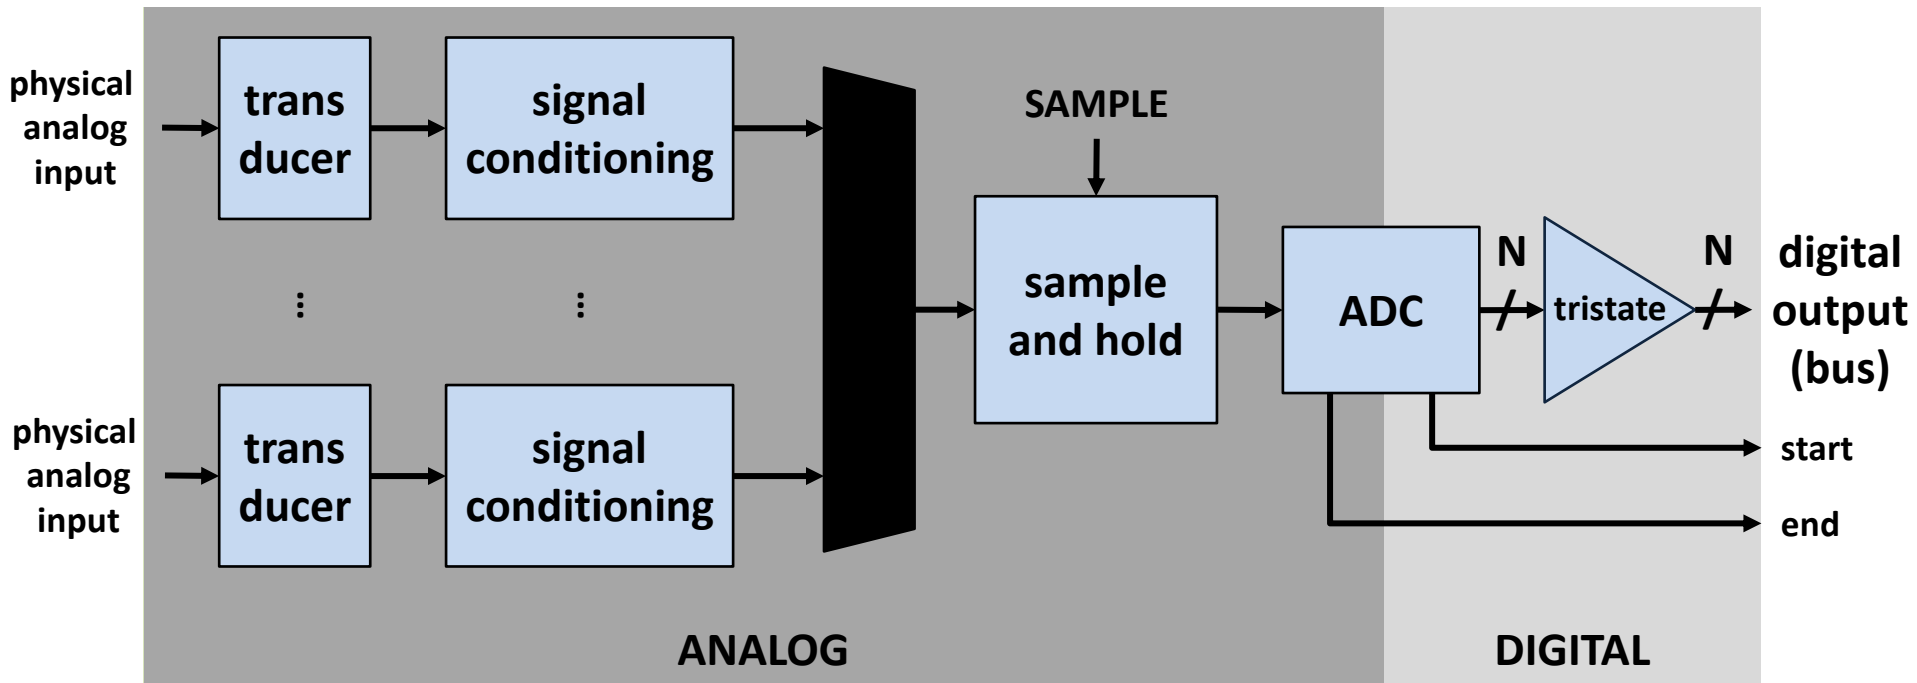 physical
analog
input
trans
ducer
signal
conditioning
...
...
physical
analog
input
trans
ducer
signal
conditioning
SAMPLE
sample
and hold
ADC
N
tristate
N
digital
output
(bus)
start
end
ANALOG
DIGITAL